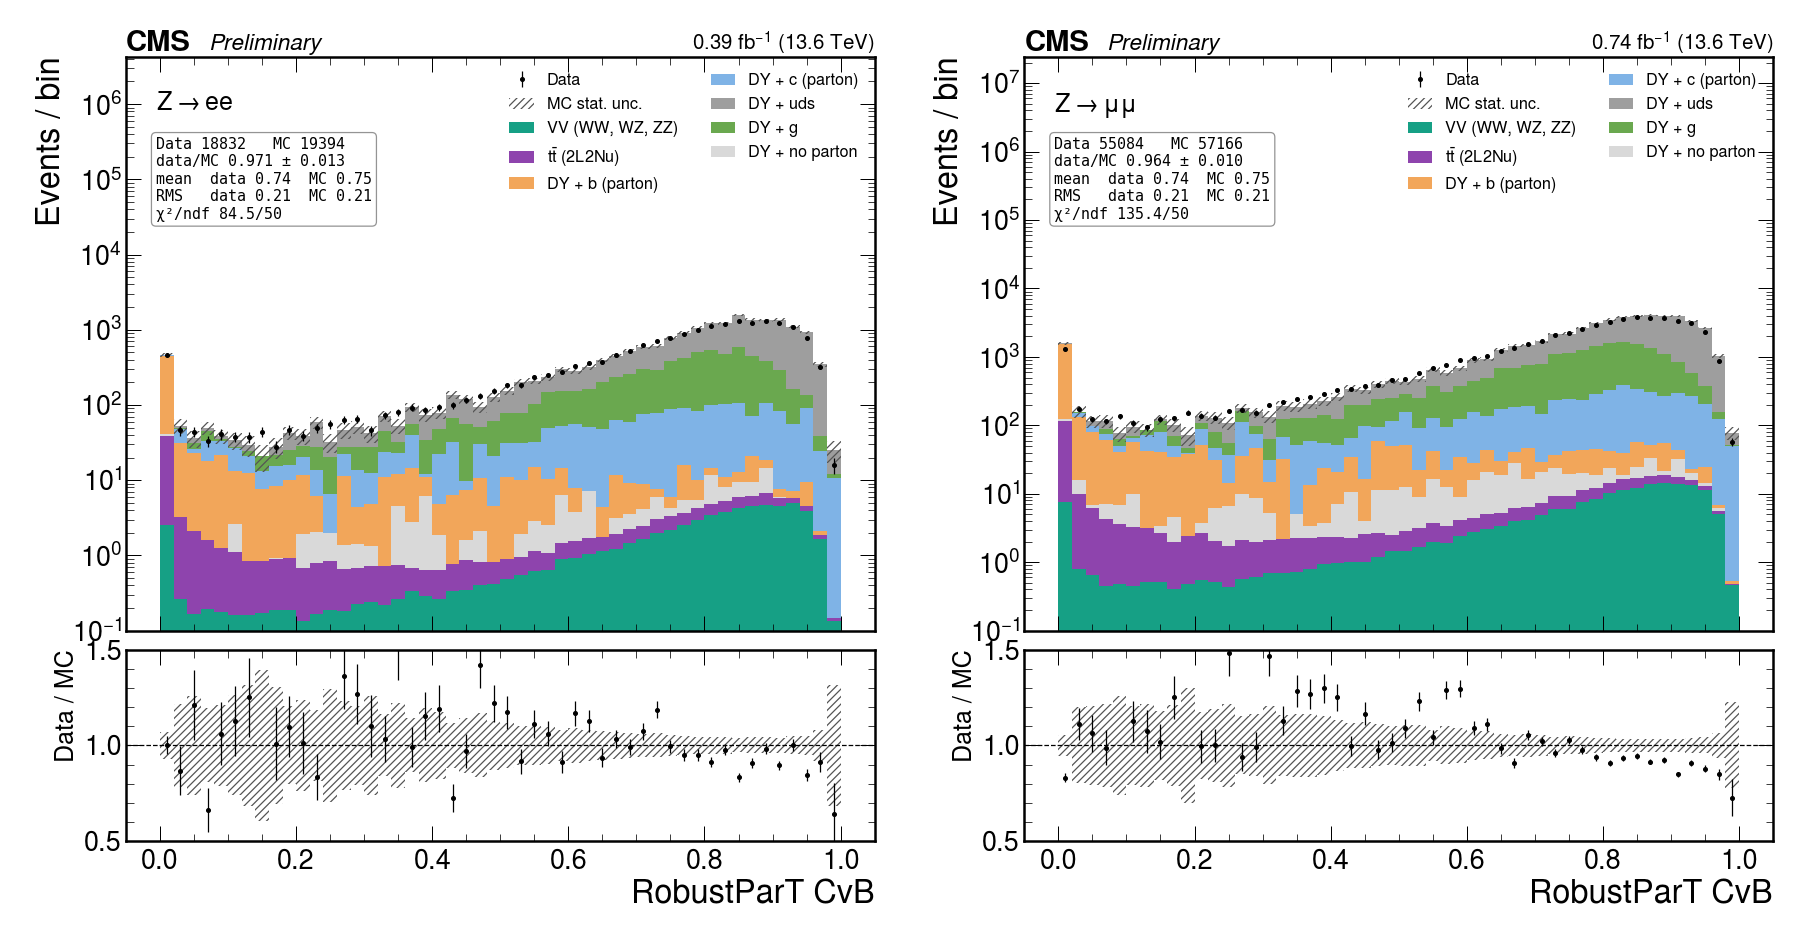 CMS Preliminary 0.39 fb⁻¹ (13.6 TeV)
Events / bin
Z → ee
Data 18832 MC 19394
data/MC 0.971 ± 0.013
mean data 0.74 MC 0.75
RMS data 0.21 MC 0.21
χ²/ndf 84.5/50
Data
MC stat. unc.
VV (WW, WZ, ZZ)
tt̄ (2L2Nu)
DY + b (parton)
DY + c (parton)
DY + uds
DY + g
DY + no parton
10⁶
10⁵
10⁴
10³
10²
10¹
10⁰
10⁻¹
Data / MC
1.5
1.0
0.5
0.0 0.2 0.4 0.6 0.8 1.0
RobustParT CvB
CMS Preliminary 0.74 fb⁻¹ (13.6 TeV)
Events / bin
Z → μμ
Data 55084 MC 57166
data/MC 0.964 ± 0.010
mean data 0.74 MC 0.75
RMS data 0.21 MC 0.21
χ²/ndf 135.4/50
Data
MC stat. unc.
VV (WW, WZ, ZZ)
tt̄ (2L2Nu)
DY + b (parton)
DY + c (parton)
DY + uds
DY + g
DY + no parton
10⁷
10⁶
10⁵
10⁴
10³
10²
10¹
10⁰
10⁻¹
Data / MC
1.5
1.0
0.5
0.0 0.2 0.4 0.6 0.8 1.0
RobustParT CvB